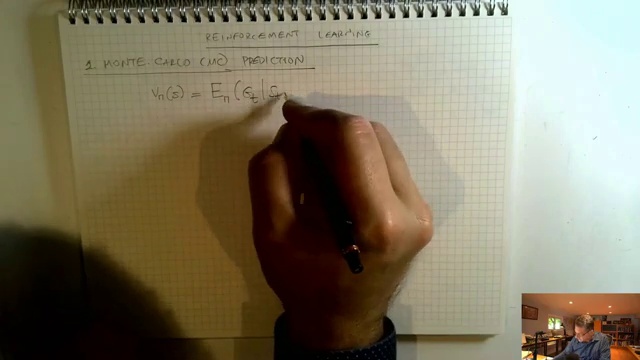 REINFORCEMENT LEARNING
1 MONTE-CARLO (MC) PREDICTION
Vπ(s) = Eπ(Gt | St